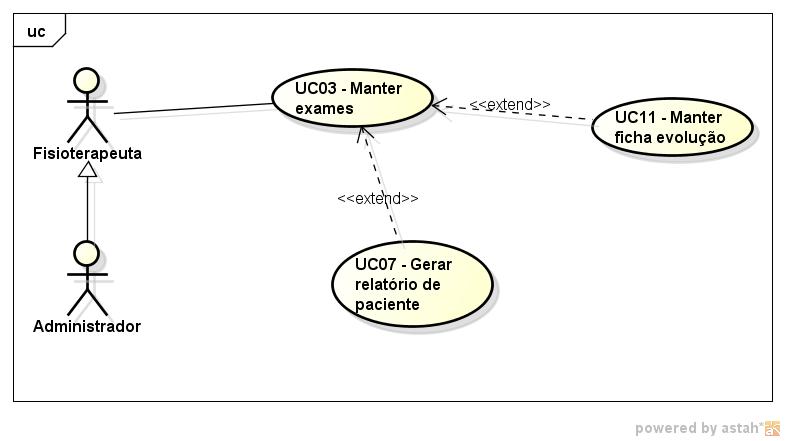 uc
UC03 - Manter
exames
<<extend>>
UC11 - Manter
ficha evolução
Fisioterapeuta
<<extend>>
UC07 - Gerar
relatório de
paciente
Administrador
powered by astah*